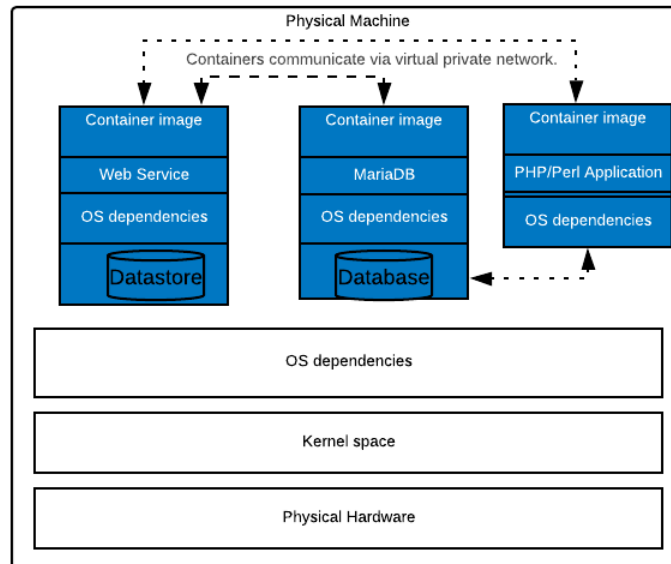 Physical Machine
Containers communicate via virtual private network.
Container image
Web Service
OS dependencies
Datastore
Container image
MariaDB
OS dependencies
Database
Container image
PHP/Perl Application
OS dependencies
OS dependencies
Kernel space
Physical Hardware